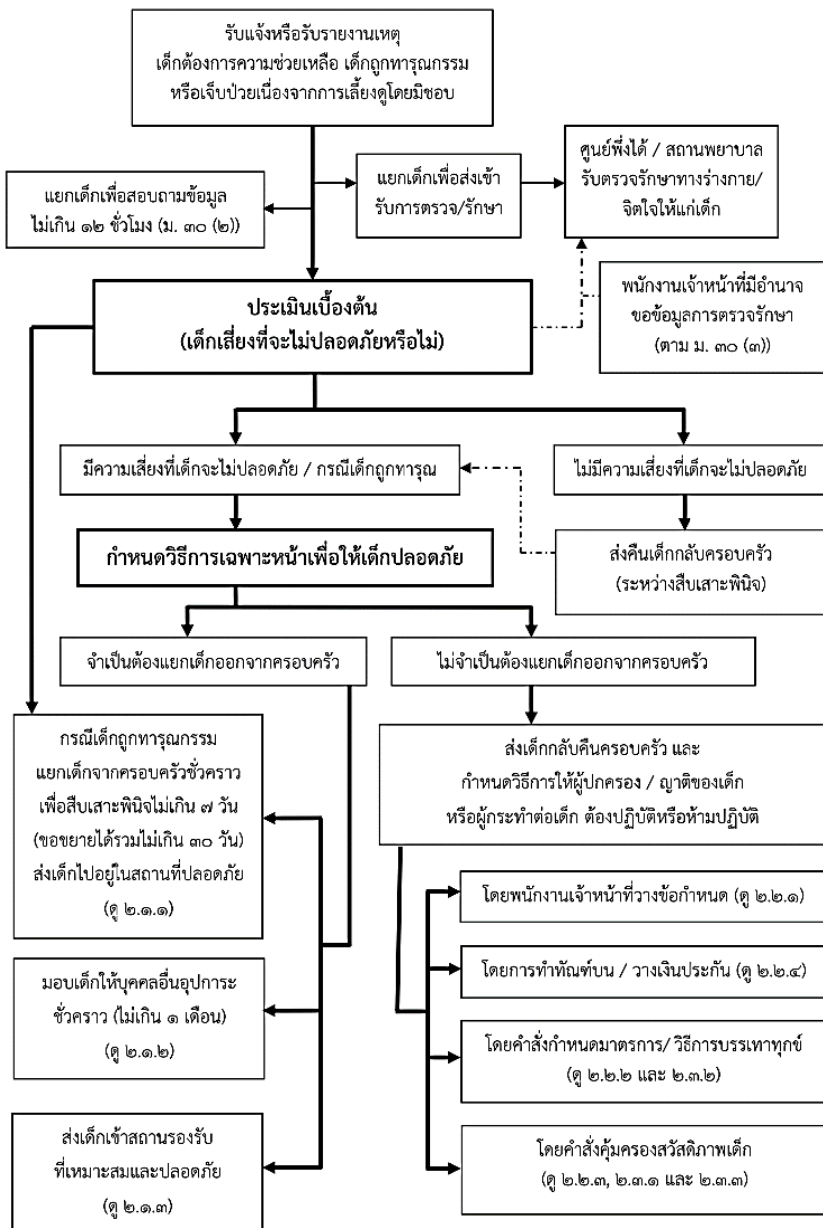 รับแจ้งหรือรับรายงานเหตุ
เด็กต้องการความช่วยเหลือ เด็กถูกทารุณกรรม
หรือเจ็บป่วยเนื่องจากการเลี้ยงดูโดยมิชอบ
แยกเด็กเพื่อสอบถามข้อมูล
ไม่เกิน ๑๒ ชั่วโมง (ม. ๓๐ (๒))
แยกเด็กเพื่อส่งเข้า
รับการตรวจ/รักษา
ศูนย์พึ่งได้ / สถานพยาบาล
รับตรวจรักษาทางร่างกาย/
จิตใจให้แก่เด็ก
ประเมินเบื้องต้น
(เด็กเสี่ยงที่จะไม่ปลอดภัยหรือไม่)
พนักงานเจ้าหน้าที่มีอำนาจ
ขอข้อมูลการตรวจรักษา
(ตาม ม. ๓๐ (๓))
มีความเสี่ยงที่เด็กจะไม่ปลอดภัย / กรณีเด็กถูกทารุณ
ไม่มีความเสี่ยงที่เด็กจะไม่ปลอดภัย
กำหนดวิธีการเฉพาะหน้าเพื่อให้เด็กปลอดภัย
ส่งคืนเด็กกลับครอบครัว
(ระหว่างสืบเสาะพินิจ)
จำเป็นต้องแยกเด็กออกจากครอบครัว
ไม่จำเป็นต้องแยกเด็กออกจากครอบครัว
กรณีเด็กถูกทารุณกรรม
แยกเด็กจากครอบครัวชั่วคราว
เพื่อสืบเสาะพินิจไม่เกิน ๗ วัน
(ขอขยายได้รวมไม่เกิน ๓๐ วัน)
ส่งเด็กไปอยู่ในสถานที่ปลอดภัย
(ดู ๒.๑.๑)
มอบเด็กให้บุคคลอื่นอุปการะ
ชั่วคราว (ไม่เกิน ๑ เดือน)
(ดู ๒.๑.๒)
ส่งเด็กเข้าสถานรองรับ
ที่เหมาะสมและปลอดภัย
(ดู ๒.๑.๓)
ส่งเด็กกลับคืนครอบครัว และ
กำหนดวิธีการให้ผู้ปกครอง / ญาติของเด็ก
หรือผู้กระทำต่อเด็ก ต้องปฏิบัติหรือห้ามปฏิบัติ
โดยพนักงานเจ้าหน้าที่วางข้อกำหนด (ดู ๒.๒.๑)
โดยการทำทัณฑ์บน / วางเงินประกัน (ดู ๒.๒.๔)
โดยคำสั่งกำหนดมาตรการ/ วิธีการบรรเทาทุกข์
(ดู ๒.๒.๒ และ ๒.๓.๒)
โดยคำสั่งคุ้มครองสวัสดิภาพเด็ก
(ดู ๒.๒.๓, ๒.๓.๑ และ ๒.๓.๓)